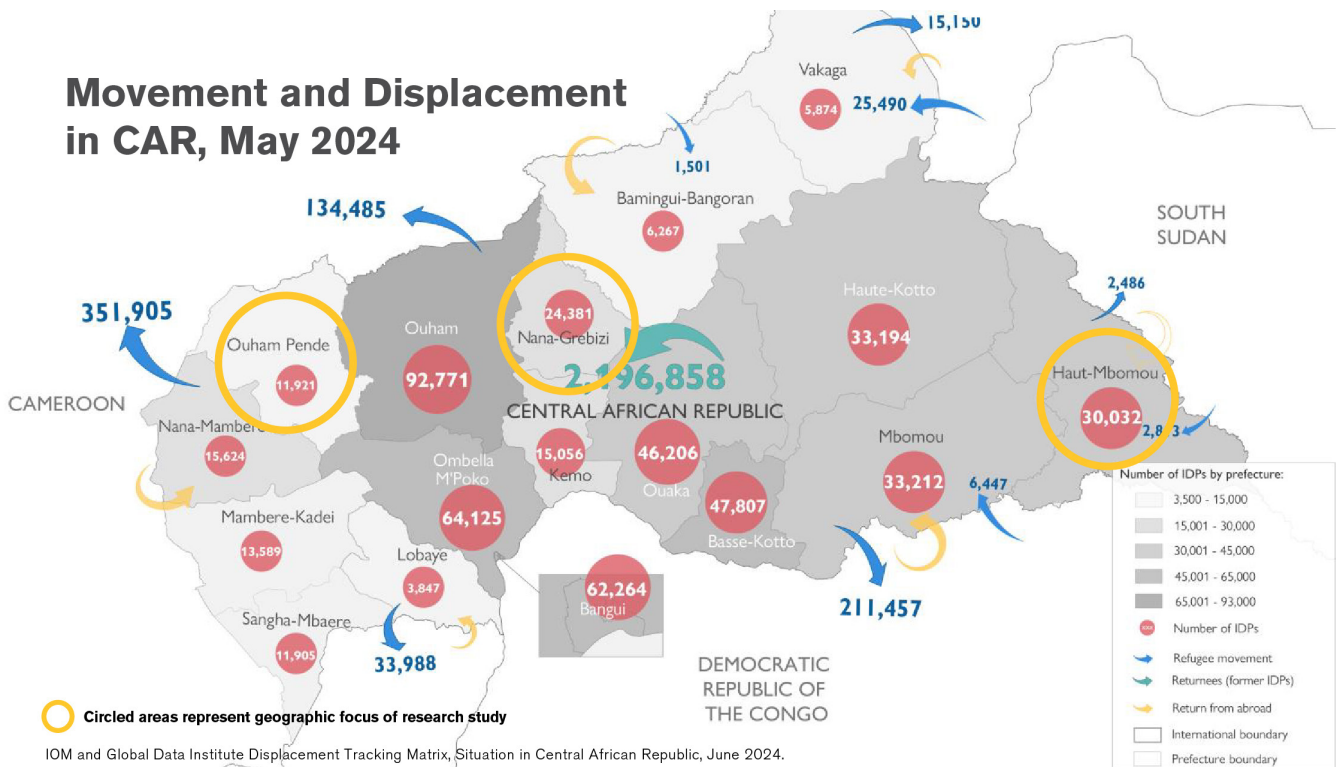 Movement and Displacement
in CAR, May 2024
15,150
Vakaga
5,874
25,490
1,501
134,485
Bamingui-Bangoran
6,267
SOUTH
SUDAN
351,905
2,486
Haute-Kotto
33,194
24,381
Nana-Grebizi
Ouham
92,771
Ouham Pende
11,921
2,196,858
CENTRAL AFRICAN REPUBLIC
Haut-Mbomou
30,032
CAMEROON
Nana-Mambere
15,624
15,056
Kemo
46,206
Ouaka
Mbomou
33,212
Ombella
M'Poko
64,125
47,807
Basse-Kotto
6,447
Mambere-Kadei
13,589
Lobaye
3,847
62,264
Bangui
211,457
Sangha-Mbaere
11,905
33,988
DEMOCRATIC
REPUBLIC OF
THE CONGO
Number of IDPs by prefecture:
3,500 - 15,000
15,001 - 30,000
30,001 - 45,000
45,001 - 65,000
65,001 - 93,000
Number of IDPs
Refugee movement
Returnees (former IDPs)
Return from abroad
International boundary
Prefecture boundary
Circled areas represent geographic focus of research study
IOM and Global Data Institute Displacement Tracking Matrix, Situation in Central African Republic, June 2024.